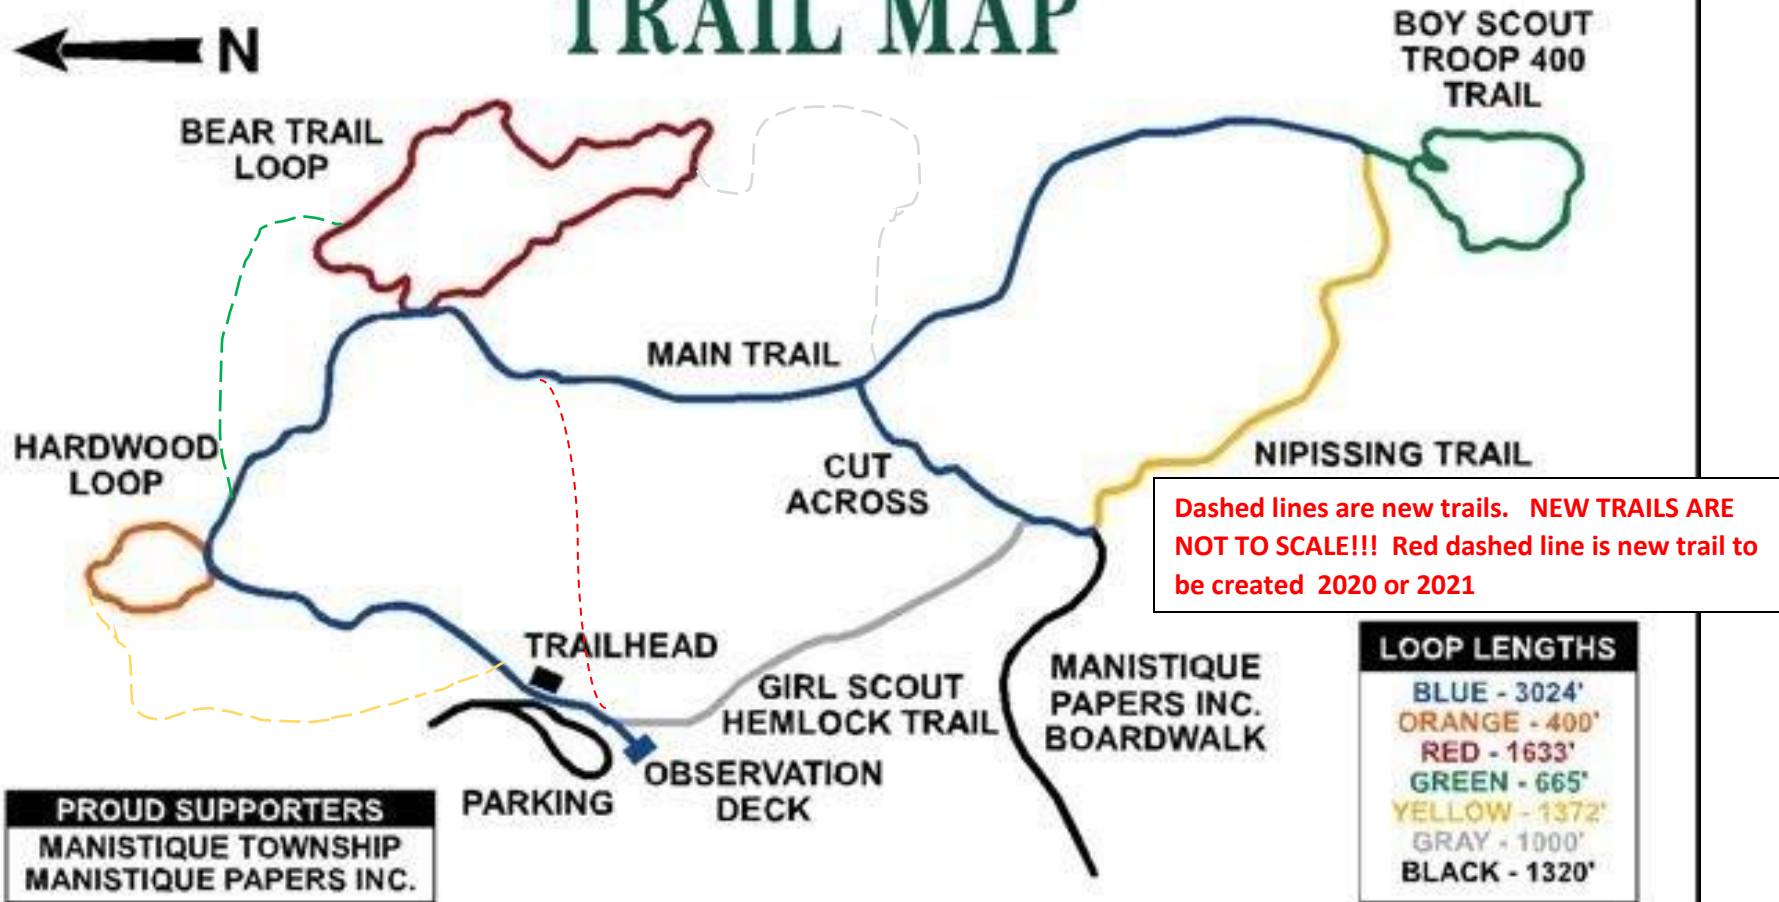 TRAIL MAP
N
BOY SCOUT
TROOP 400
TRAIL
BEAR TRAIL
LOOP
MAIN TRAIL
HARDWOOD
LOOP
CUT
ACROSS
NIPISSING TRAIL
Dashed lines are new trails.   NEW TRAILS ARE
NOT TO SCALE!!!  Red dashed line is new trail to
be created  2020 or 2021
TRAILHEAD
GIRL SCOUT
HEMLOCK TRAIL
MANISTIQUE
PAPERS INC.
BOARDWALK
OBSERVATION
DECK
PARKING
PROUD SUPPORTERS
MANISTIQUE TOWNSHIP
MANISTIQUE PAPERS INC.
LOOP LENGTHS
BLUE - 3024'
ORANGE - 400'
RED - 1633'
GREEN - 665'
YELLOW - 1372'
GRAY - 1000'
BLACK - 1320'